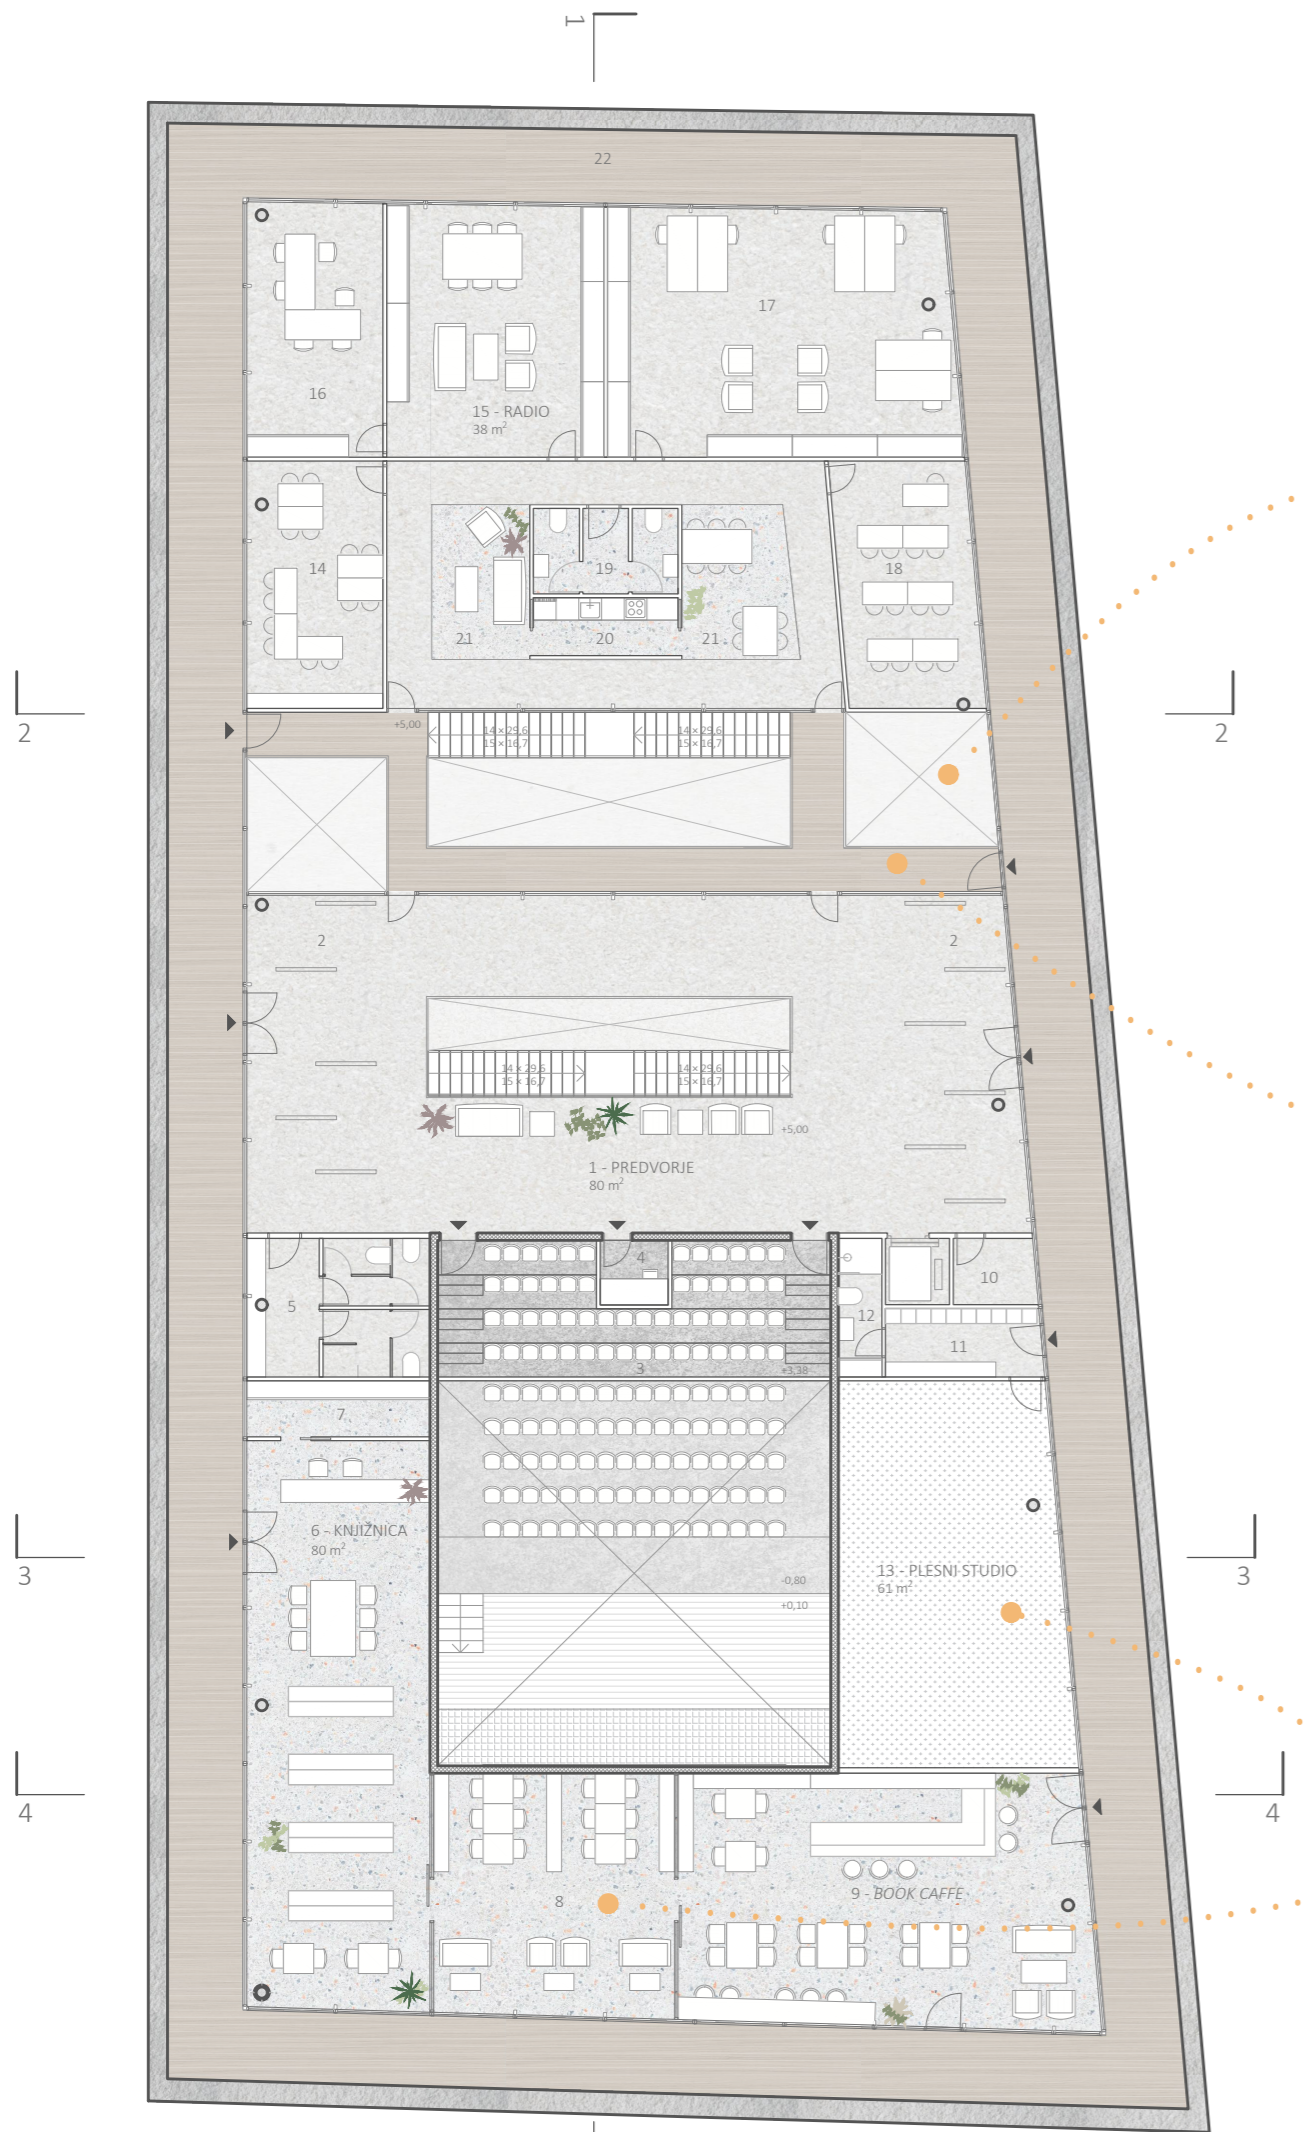 1
22
17
16
15 - RADIO
38 m²
14
19
18
21
20
21
2
2
+5,00
14 × 29,6
15 × 16,7
14 × 29,6
15 × 16,7
2
2
14 × 29,6
15 × 16,7
14 × 29,6
15 × 16,7
+5,00
1 - PREDVORJE
80 m²
4
10
5
12
11
3
+3,38
7
6 - KNJIŽNICA
80 m²
3
3
13 - PLESNI STUDIO
61 m²
-0,80
+0,10
4
4
8
9 - BOOK CAFFE